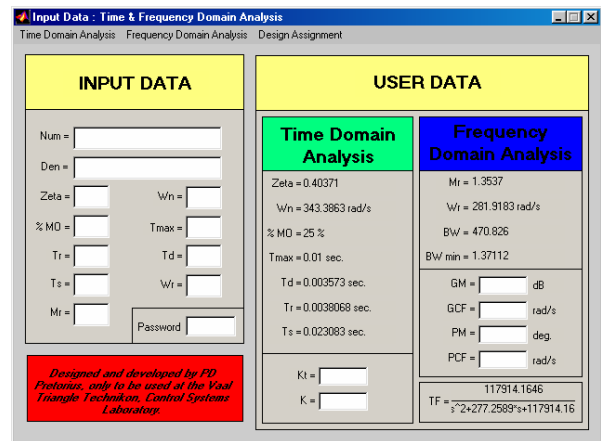 Input Data : Time & Frequency Domain Analysis
Time Domain Analysis Frequency Domain Analysis Design Assignment
INPUT DATA
Num =
Den =
Zeta = Wn =
% MO = Tmax =
Tr = Td =
Ts = Wr =
Mr =
Password
Designed and developed by PD
Pretorius, only to be used at the Vaal
Triangle Technikon, Control Systems
Laboratory.
USER DATA
Time Domain
Analysis
Zeta = 0.40371
Wn = 343.3863 rad/s
% MO = 25 %
Tmax = 0.01 sec.
Td = 0.003573 sec.
Tr = 0.0038068 sec.
Ts = 0.023083 sec.
Kt =
K =
Frequency
Domain Analysis
Mr = 1.3537
Wr = 281.9183 rad/s
BW = 470.826
BW min = 1.37112
GM = dB
GCF = rad/s
PM = deg.
PCF = rad/s
117914.1646
TF =
s^2+277.2589*s+117914.16